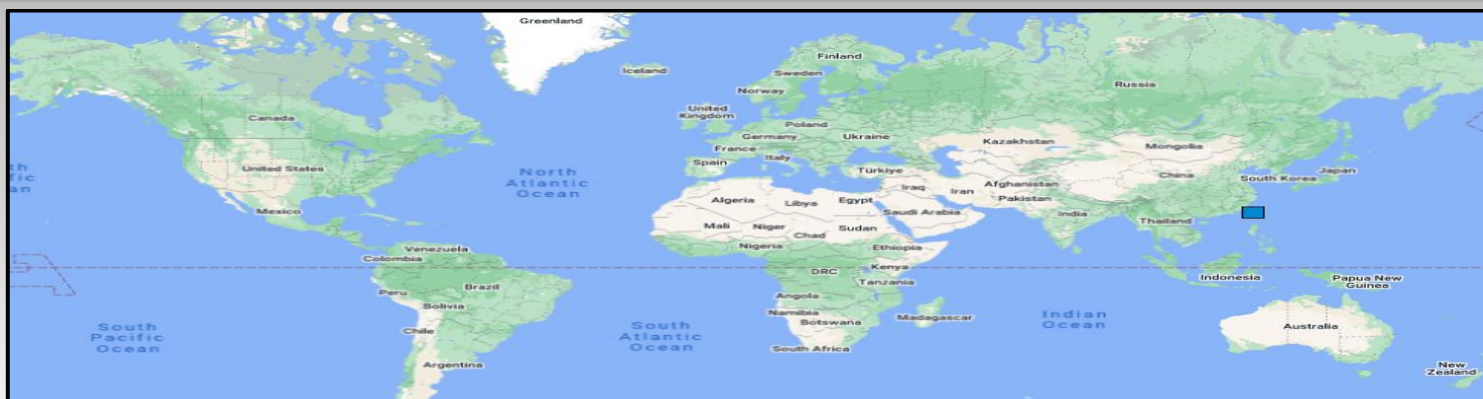 Greenland
Iceland
Finland
Sweden
Norway
Russia
United
Kingdom
Canada
Poland
Germany
Ukraine
France
Kazakhstan
Mongolia
Spain
Italy
United States
North
Atlantic
Ocean
Türkiye
China
South Korea
Japan
th
fic
an
Iraq
Iran
Afghanistan
Pakistan
Algeria
Libya
Egypt
Saudi Arabia
India
Mexico
Thailand
Mali
Niger
Chad
Sudan
Nigeria
Ethiopia
Venezuela
Colombia
DRC
Kenya
Tanzania
Indonesia
Papua New
Guinea
Peru
Brazil
Bolivia
Angola
Namibia
Botswana
Madagascar
Indian
Ocean
South
Pacific
Ocean
Chile
South
Atlantic
Ocean
Australia
South Africa
Argentina
New
Zealand